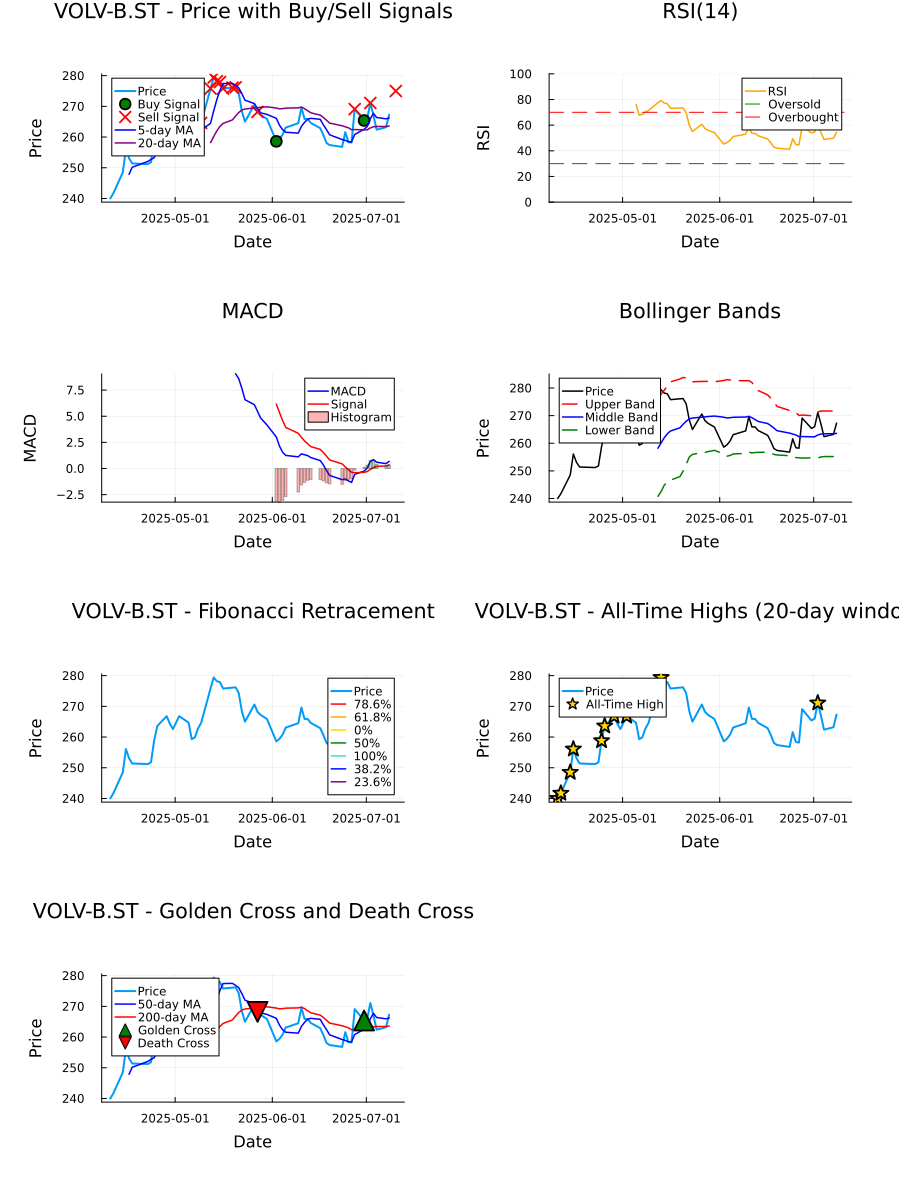 VOLV-B.ST - Price with Buy/Sell Signals
Price
280
270
260
250
240
Price
Buy Signal
Sell Signal
5-day MA
20-day MA
2025-05-01
2025-06-01
2025-07-01
Date
RSI(14)
RSI
100
80
60
40
20
0
RSI
Oversold
Overbought
2025-05-01
2025-06-01
2025-07-01
Date
MACD
MACD
7.5
5.0
2.5
0.0
−2.5
MACD
Signal
Histogram
2025-05-01
2025-06-01
2025-07-01
Date
Bollinger Bands
Price
280
270
260
250
240
Price
Upper Band
Middle Band
Lower Band
2025-05-01
2025-06-01
2025-07-01
Date
VOLV-B.ST - Fibonacci Retracement
Price
280
270
260
250
240
Price
78.6%
61.8%
0%
50%
100%
38.2%
23.6%
2025-05-01
2025-06-01
2025-07-01
Date
VOLV-B.ST - All-Time Highs (20-day windo
Price
280
270
260
250
240
Price
All-Time High
2025-05-01
2025-06-01
2025-07-01
Date
VOLV-B.ST - Golden Cross and Death Cross
Price
280
270
260
250
240
Price
50-day MA
200-day MA
Golden Cross
Death Cross
2025-05-01
2025-06-01
2025-07-01
Date